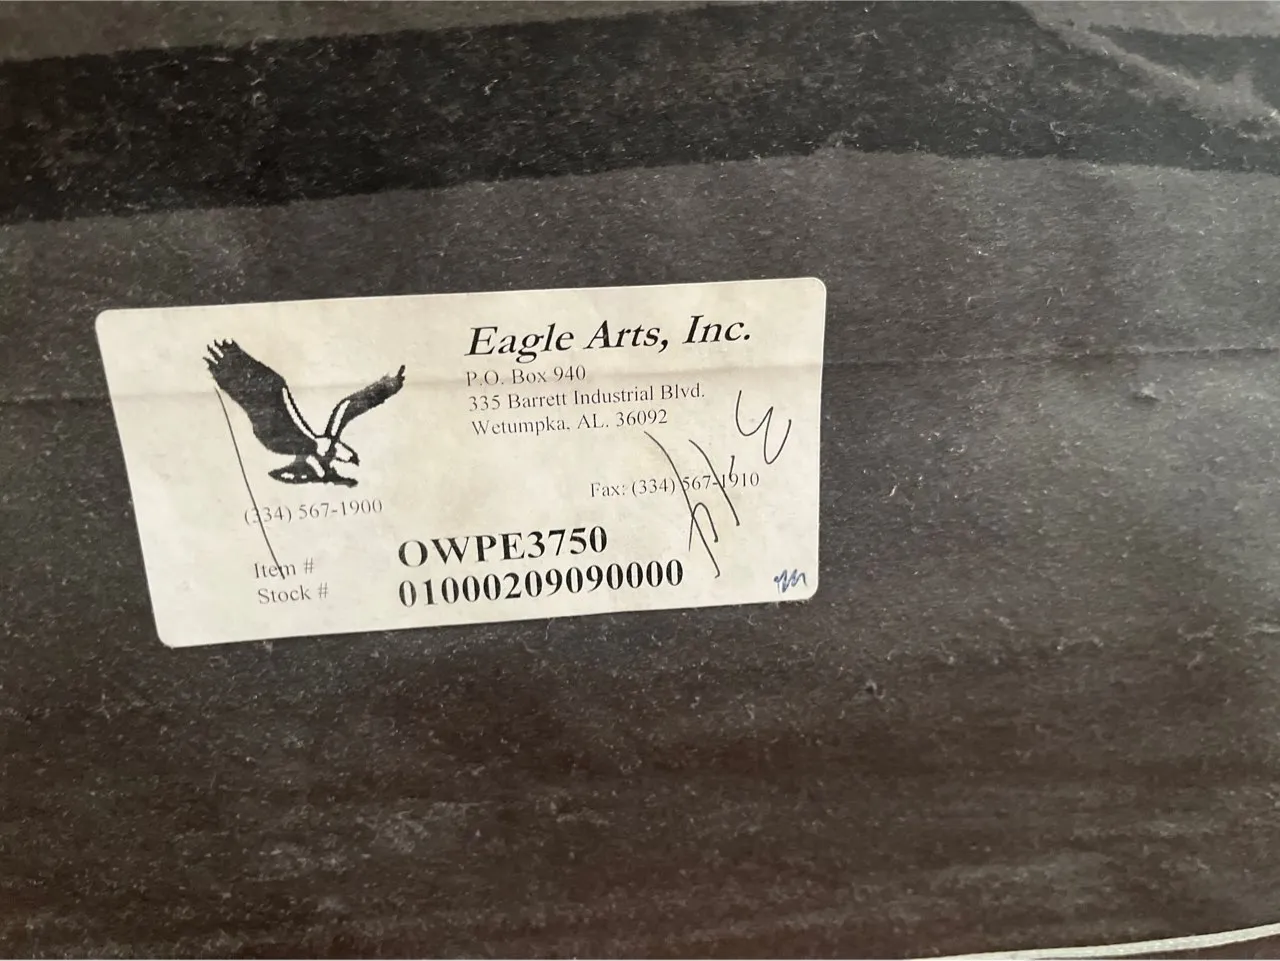 Eagle Arts, Inc.
P.O. Box 940
335 Barrett Industrial Blvd.
Wetumpka, AL. 36092
Fax: (334) 567-1910
(334) 567-1900
Item # OWPE3750
Stock # 01000209090000